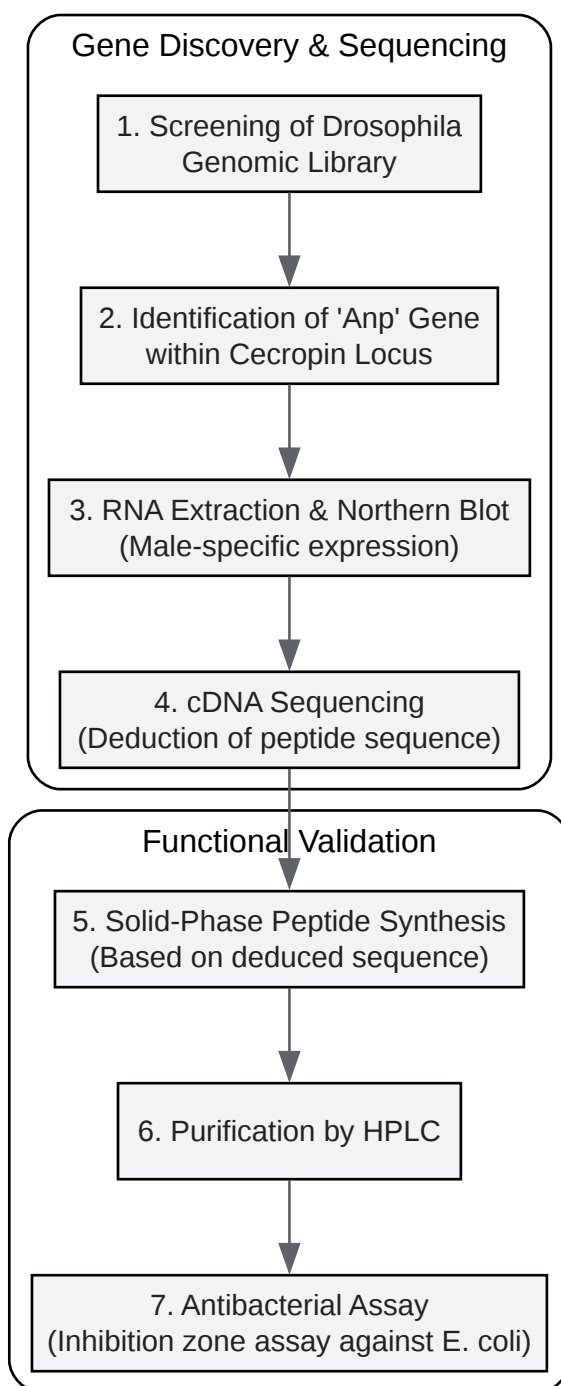 Gene Discovery & Sequencing
1. Screening of Drosophila
Genomic Library
2. Identification of 'Anp' Gene
within Cecropin Locus
3. RNA Extraction & Northern Blot
(Male-specific expression)
4. cDNA Sequencing
(Deduction of peptide sequence)
Functional Validation
5. Solid-Phase Peptide Synthesis
(Based on deduced sequence)
6. Purification by HPLC
7. Antibacterial Assay
(Inhibition zone assay against E. coli)